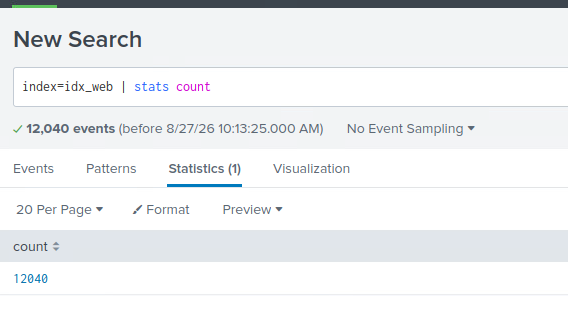 New Search
index=idx_web | stats count
✓ 12,040 events (before 8/27/26 10:13:25.000 AM) No Event Sampling
Events Patterns Statistics (1) Visualization
20 Per Page Format Preview
count
12040